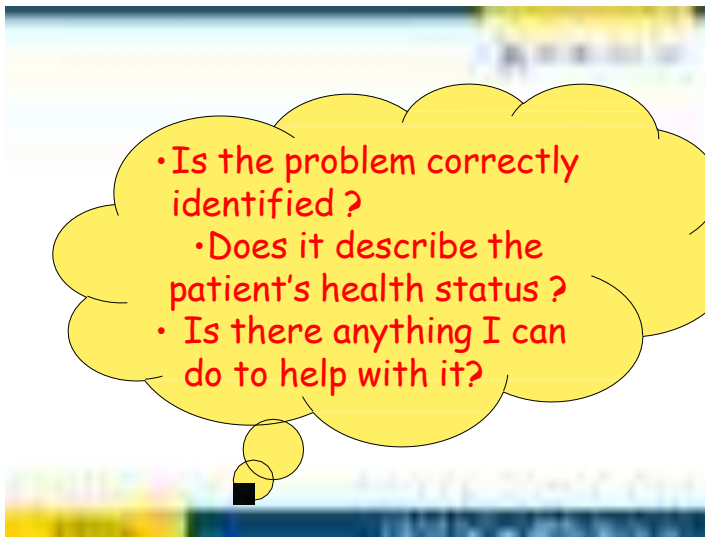 •Is the problem correctly
identified ?
•Does it describe the
patient's health status ?
• Is there anything I can
do to help with it?